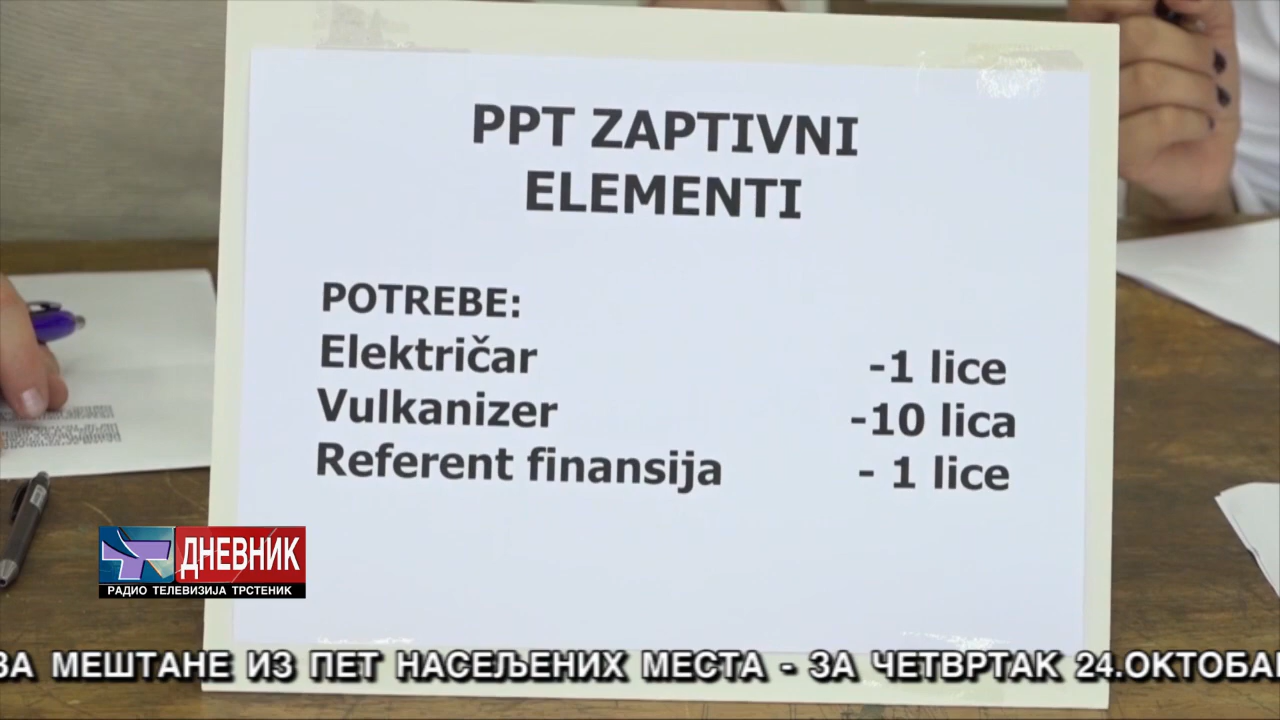 PPT ZAPTIVNI
ELEMENTI
POTREBE:
Električar -1 lice
Vulkanizer -10 lica
Referent finansija - 1 lice
ДНЕВНИК
РАДИО ТЕЛЕВИЗИЈА ТРСТЕНИК
ЗА МЕШТАНЕ ИЗ ПЕТ НАСЕЉЕНИХ МЕСТА - ЗА ЧЕТВРТАК 24.ОКТОБАР